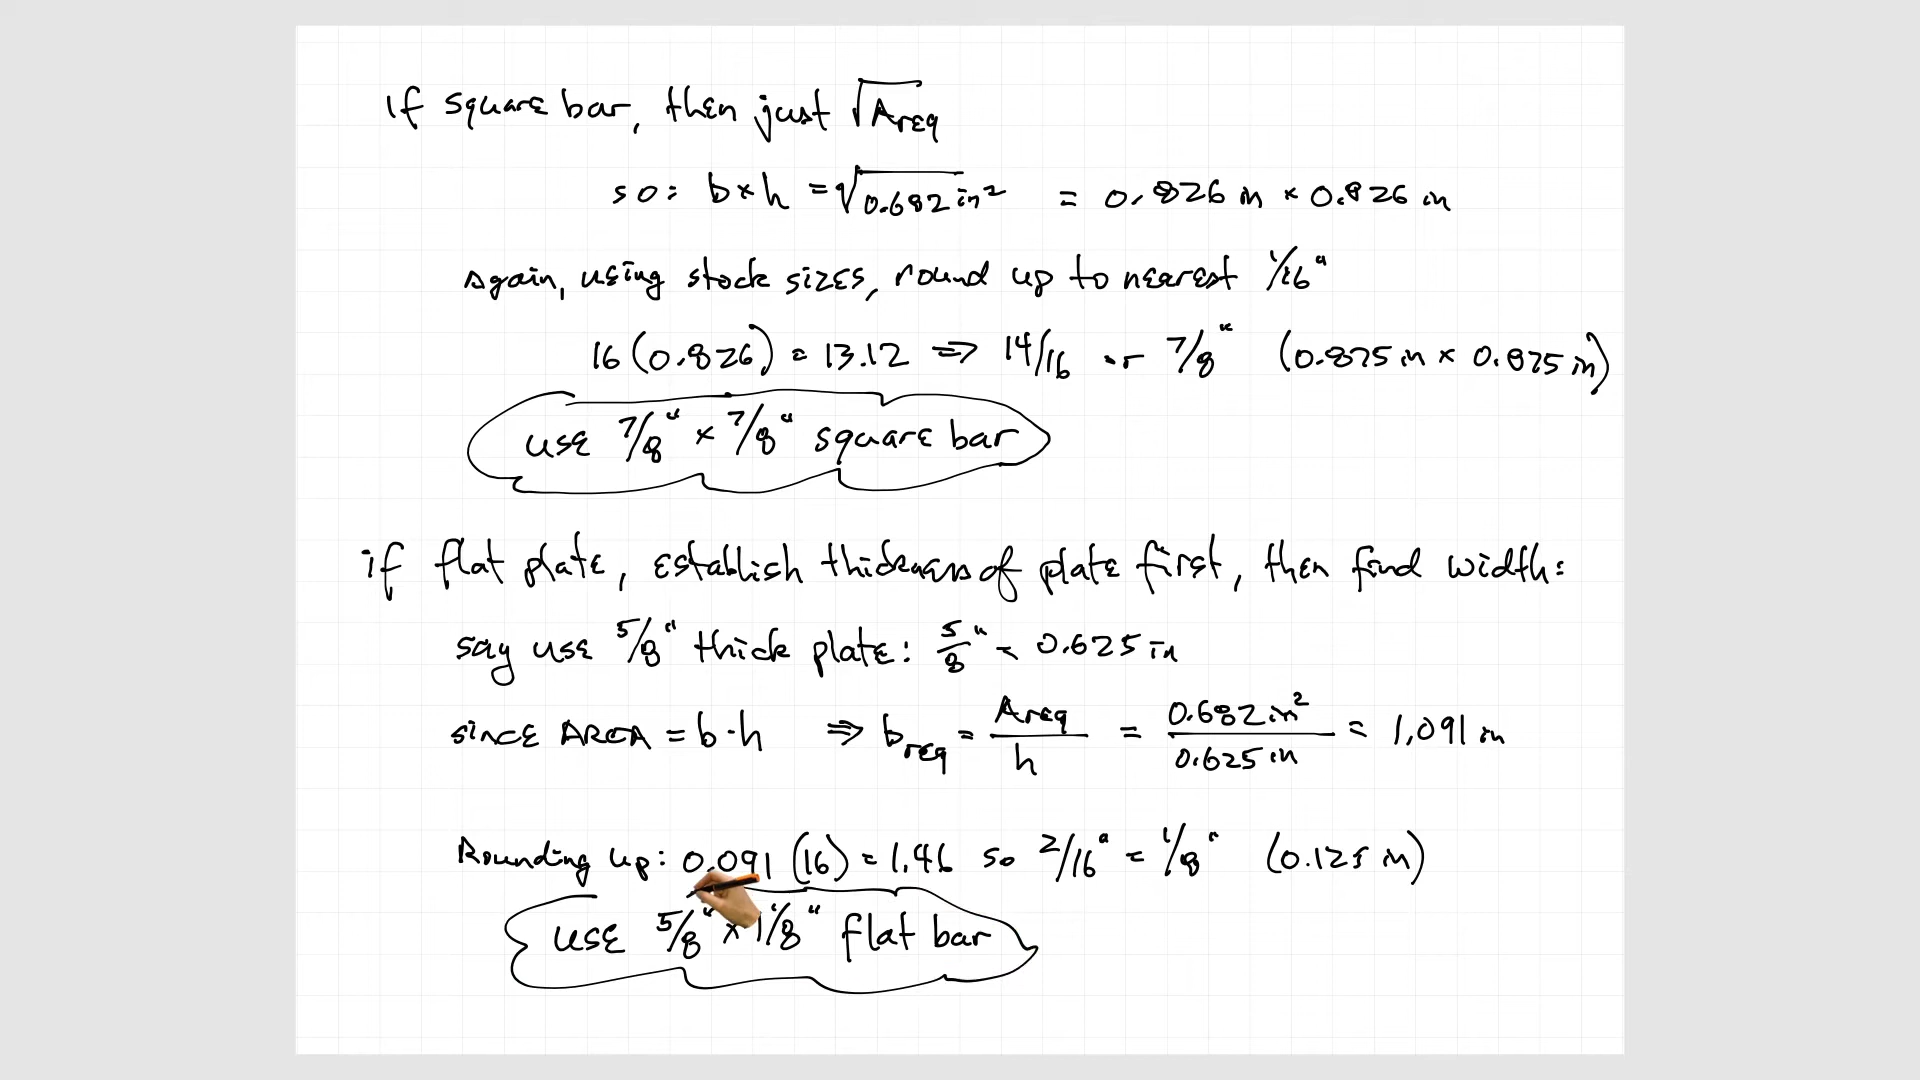 if square bar, then just √Areq
so: b×h = √0.682 in² = 0.826 in × 0.826 in
again, using stock sizes, round up to nearest 1/16"
16(0.826) = 13.12 ⇒ 14/16 or 7/8" (0.875 in × 0.875 in)
use 7/8" × 7/8" square bar
if flat plate, establish thickness of plate first, then find width:
say use 5/8" thick plate: 5/8" = 0.625 in
since AREA = b·h ⇒ b req = Areq / h = 0.682 in² / 0.625 in = 1.091 in
Rounding up: 0.091 (16) = 1.46 so 2/16" = 1/8" (0.125 in)
use 5/8" × 1 1/8" flat bar